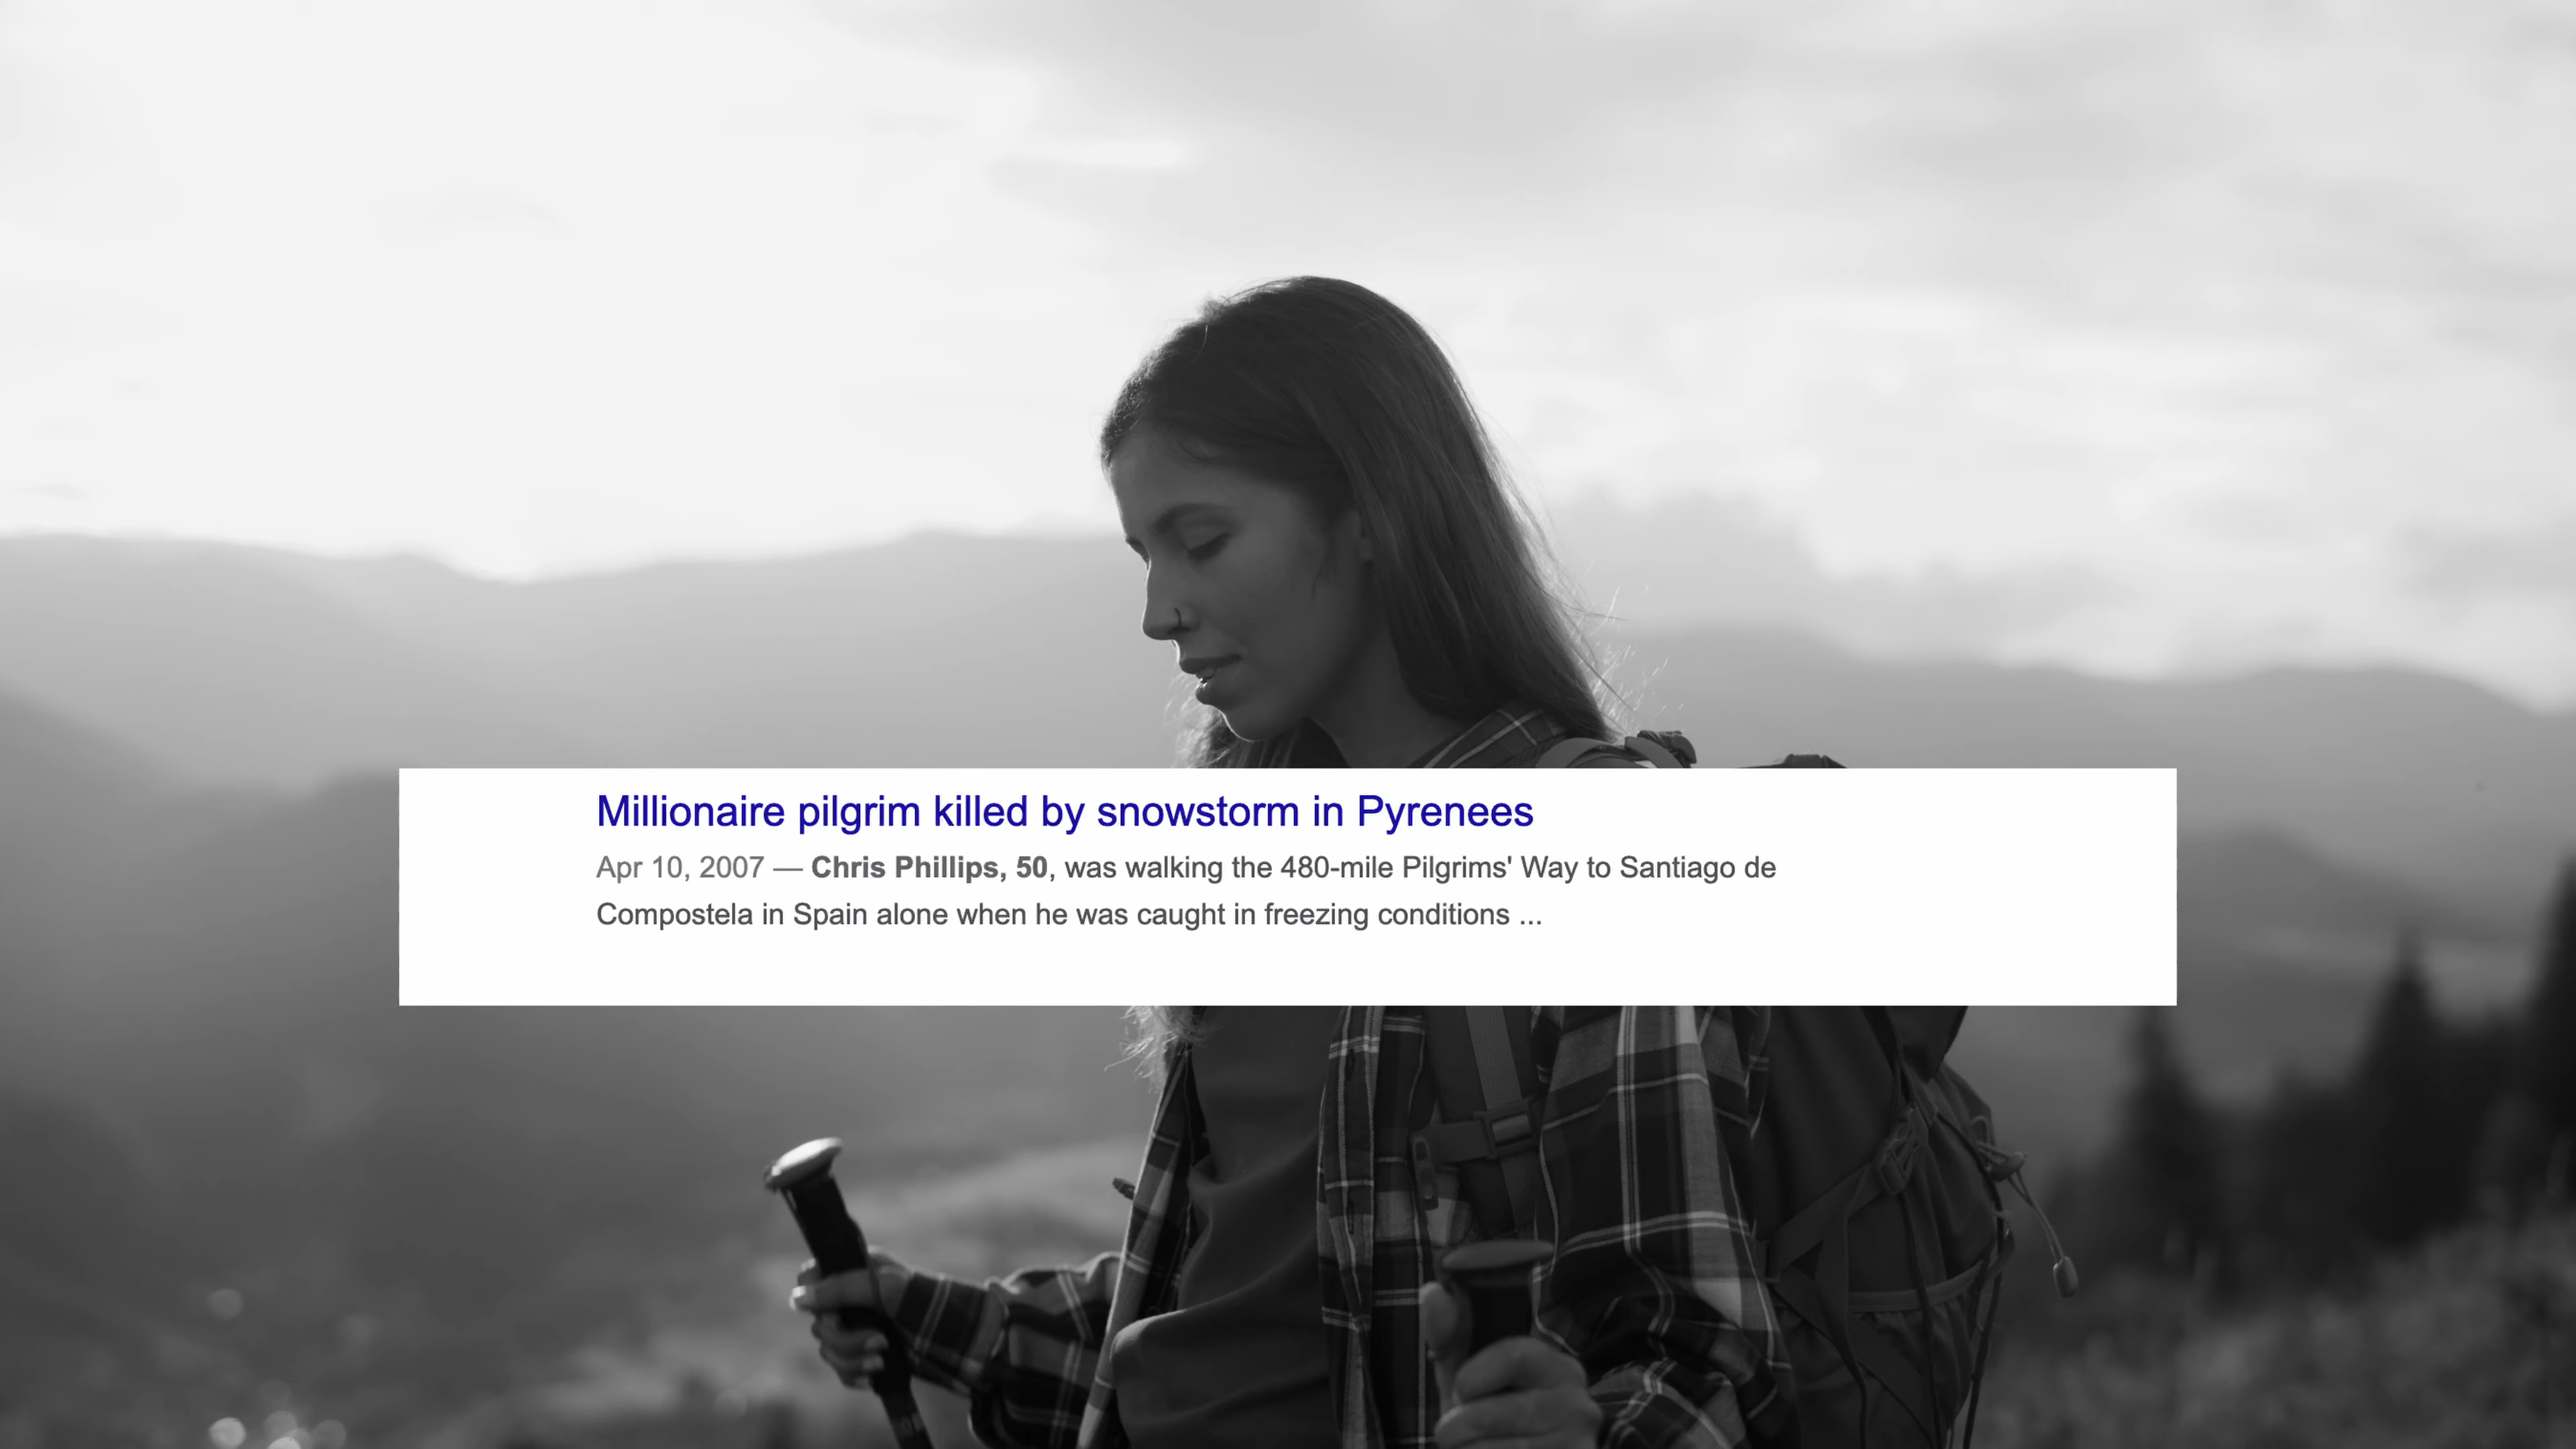 Millionaire pilgrim killed by snowstorm in Pyrenees
Apr 10, 2007 — Chris Phillips, 50, was walking the 480-mile Pilgrims' Way to Santiago de
Compostela in Spain alone when he was caught in freezing conditions ...